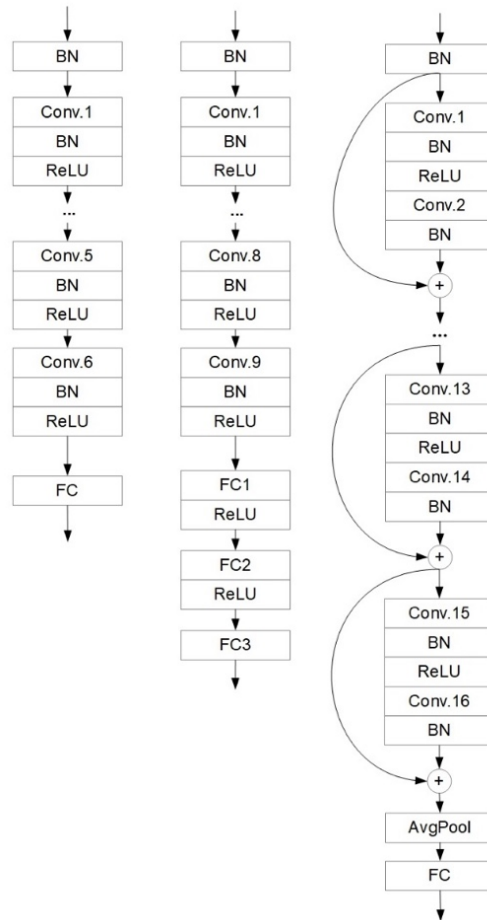 BN
Conv.1
BN
ReLU
...
Conv.5
BN
ReLU
Conv.6
BN
ReLU
FC
BN
Conv.1
BN
ReLU
...
Conv.8
BN
ReLU
Conv.9
BN
ReLU
FC1
ReLU
FC2
ReLU
FC3
BN
Conv.1
BN
ReLU
Conv.2
BN
+
...
Conv.13
BN
ReLU
Conv.14
BN
+
Conv.15
BN
ReLU
Conv.16
BN
+
AvgPool
FC